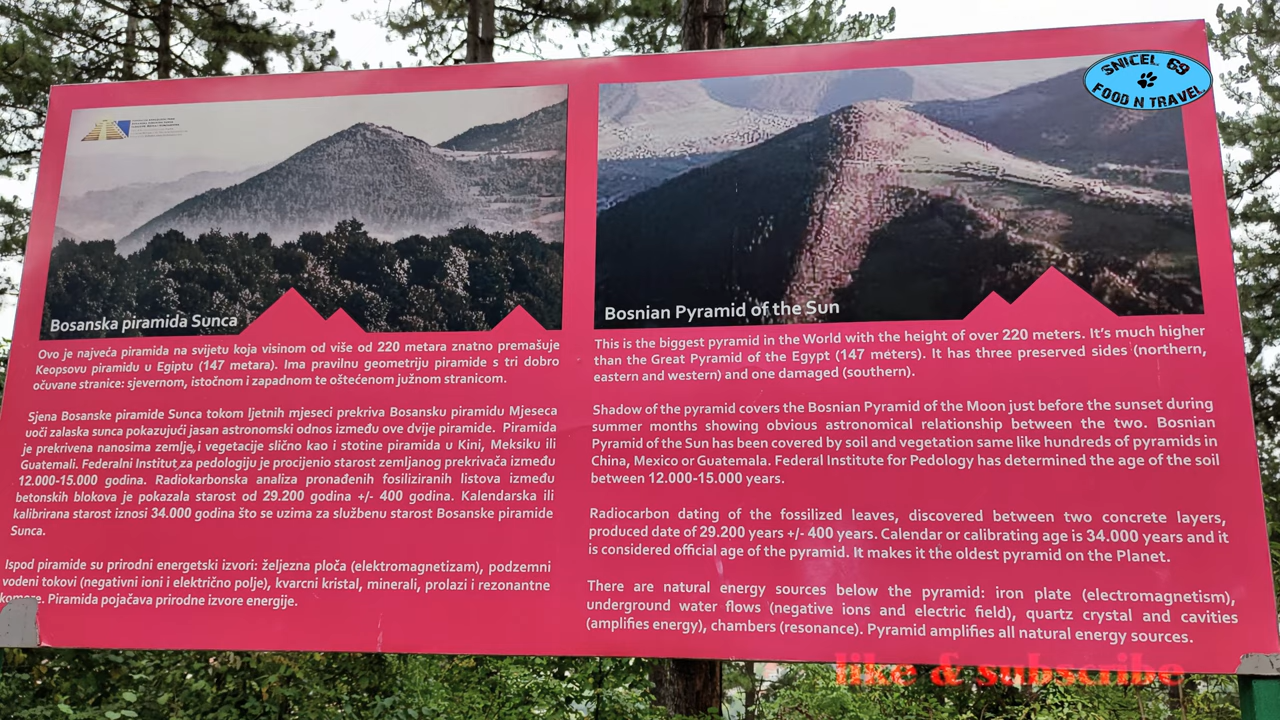 SNICEL 69
FOOD N TRAVEL
Bosanska piramida Sunca
Ovo je najveća piramida na svijetu koja visinom od više od 220 metara znatno premašuje
Keopsovu piramidu u Egiptu (147 metara). Ima pravilnu geometriju piramide s tri dobro
očuvane stranice: sjevernom, istočnom i zapadnom te oštećenom južnom stranicom.
Sjena Bosanske piramide Sunca tokom ljetnih mjeseci prekriva Bosansku piramidu Mjeseca
uoči zalaska sunca pokazujući jasan astronomski odnos između ove dvije piramide. Piramida
je prekrivena nanosima zemlje i vegetacije slično kao i stotine piramida u Kini, Meksiku ili
Guatemali. Federalni Institut za pedologiju je procijenio starost zemljanog prekrivača između
12.000-15.000 godina. Radiokarbonska analiza pronađenih fosiliziranih listova između
betonskih blokova je pokazala starost od 29.200 godina +/- 400 godina. Kalendarska ili
kalibrirana starost iznosi 34.000 godina što se uzima za službenu starost Bosanske piramide
Sunca.
Ispod piramide su prirodni energetski izvori: željezna ploča (elektromagnetizam), podzemni
vodeni tokovi (negativni ioni i električno polje), kvarcni kristal, minerali, prolazi i rezonantne
komore. Piramida pojačava prirodne izvore energije.
Bosnian Pyramid of the Sun
This is the biggest pyramid in the World with the height of over 220 meters. It's much higher
than the Great Pyramid of the Egypt (147 meters). It has three preserved sides (northern,
eastern and western) and one damaged (southern).
Shadow of the pyramid covers the Bosnian Pyramid of the Moon just before the sunset during
summer months showing obvious astronomical relationship between the two. Bosnian
Pyramid of the Sun has been covered by soil and vegetation same like hundreds of pyramids in
China, Mexico or Guatemala. Federal Institute for Pedology has determined the age of the soil
between 12.000-15.000 years.
Radiocarbon dating of the fossilized leaves, discovered between two concrete layers,
produced date of 29.200 years +/- 400 years. Calendar or calibrating age is 34.000 years and it
is considered official age of the pyramid. It makes it the oldest pyramid on the Planet.
There are natural energy sources below the pyramid: iron plate (electromagnetism),
underground water flows (negative ions and electric field), quartz crystal and cavities
(amplifies energy), chambers (resonance). Pyramid amplifies all natural energy sources.
like & subscribe